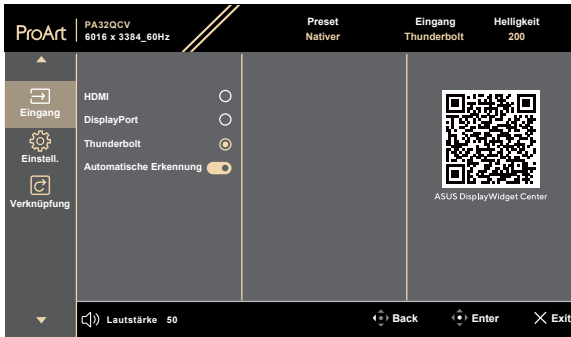 ProArt
PA32QCV
6016 x 3384_60Hz
Preset
Nativer
Eingang
Thunderbolt
Helligkeit
200
Eingang
Einstell.
Verknüpfung
HDMI
DisplayPort
Thunderbolt
Automatische Erkennung
ASUS DisplayWidget Center
Lautstärke 50
Back
Enter
Exit